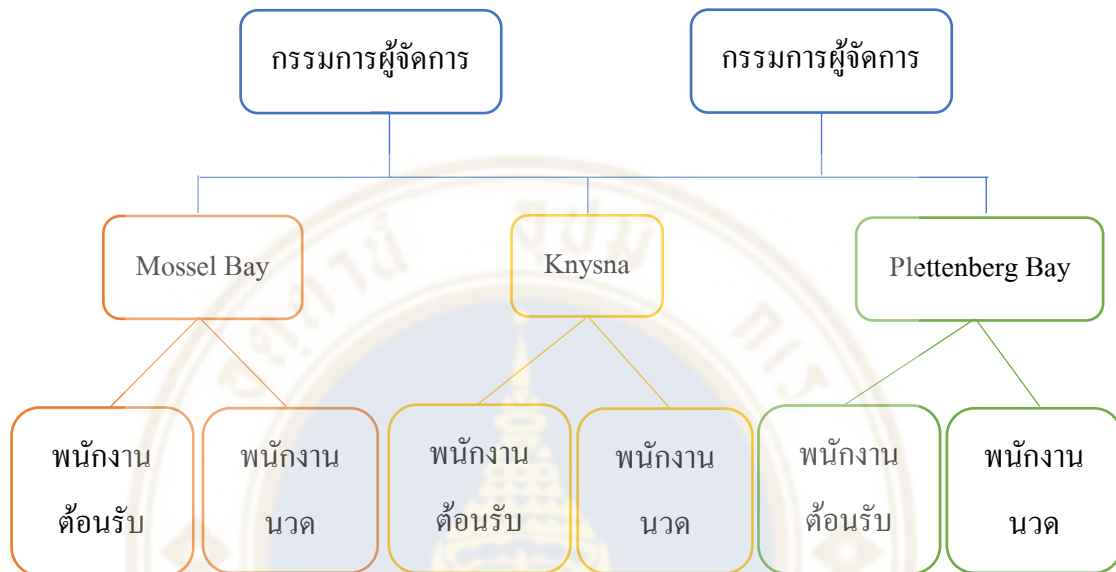 กรรมการผู้จัดการ
กรรมการผู้จัดการ
Mossel Bay
Knysna
Plettenberg Bay
พนักงาน
ต้อนรับ
พนักงาน
นวด
พนักงาน
ต้อนรับ
พนักงาน
นวด
พนักงาน
ต้อนรับ
พนักงาน
นวด